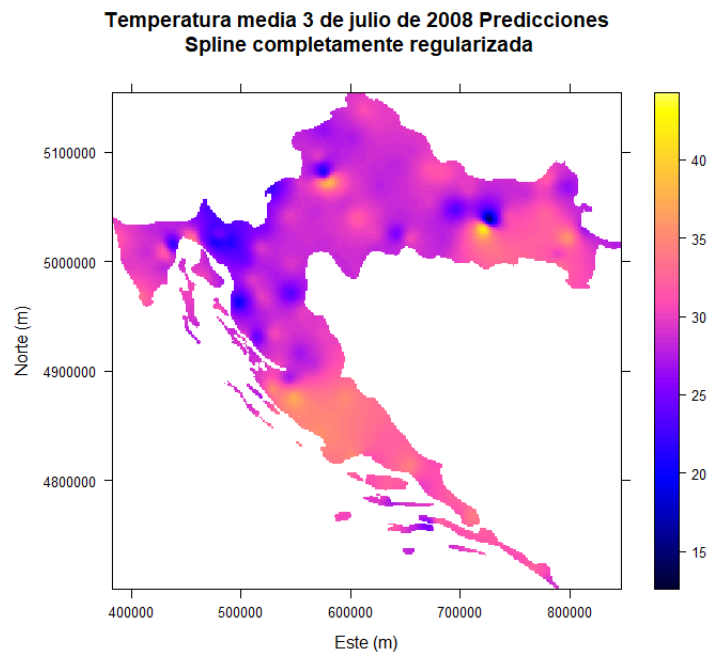 Temperatura media 3 de julio de 2008 Predicciones
Spline completamente regularizada
5100000
5000000
4900000
4800000
Norte (m)
400000 500000 600000 700000 800000
Este (m)
40
35
30
25
20
15